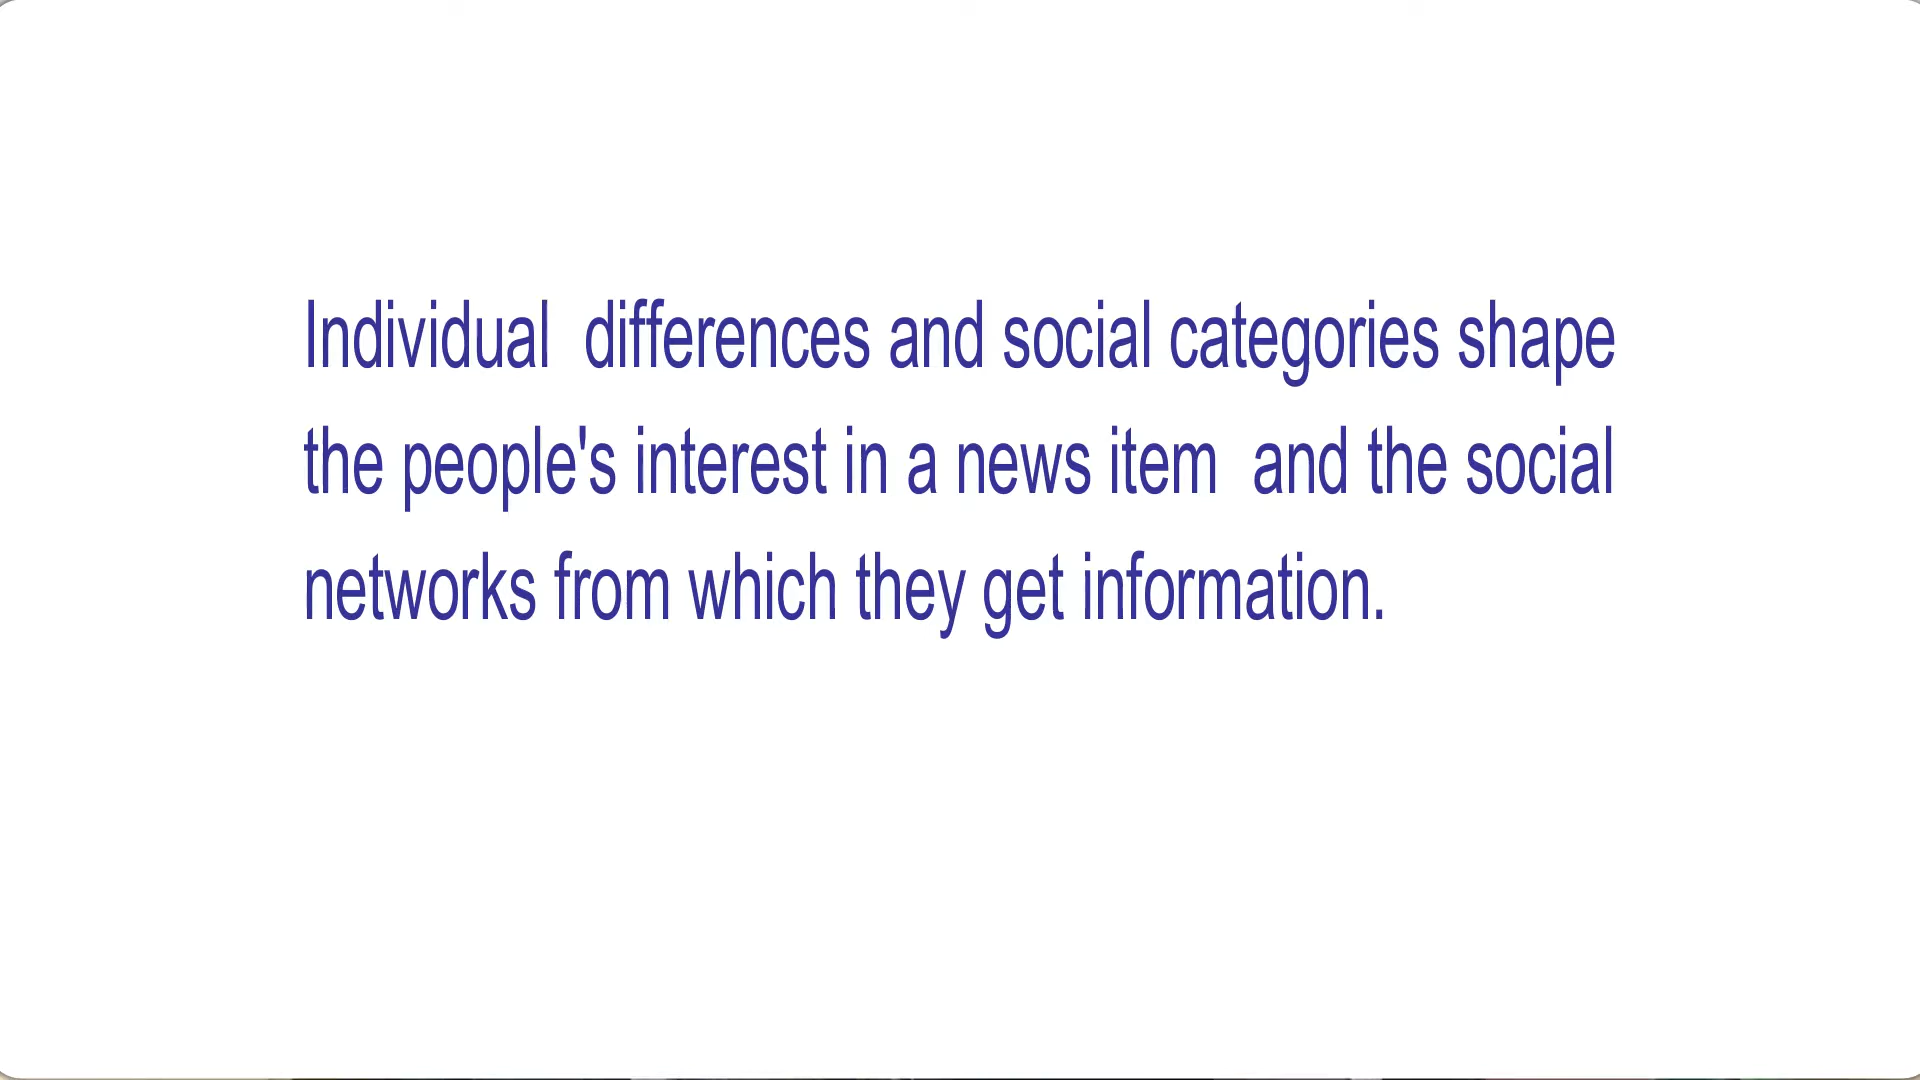 Individual  differences and social categories shape
the people's interest in a news item  and the social
networks from which they get information.